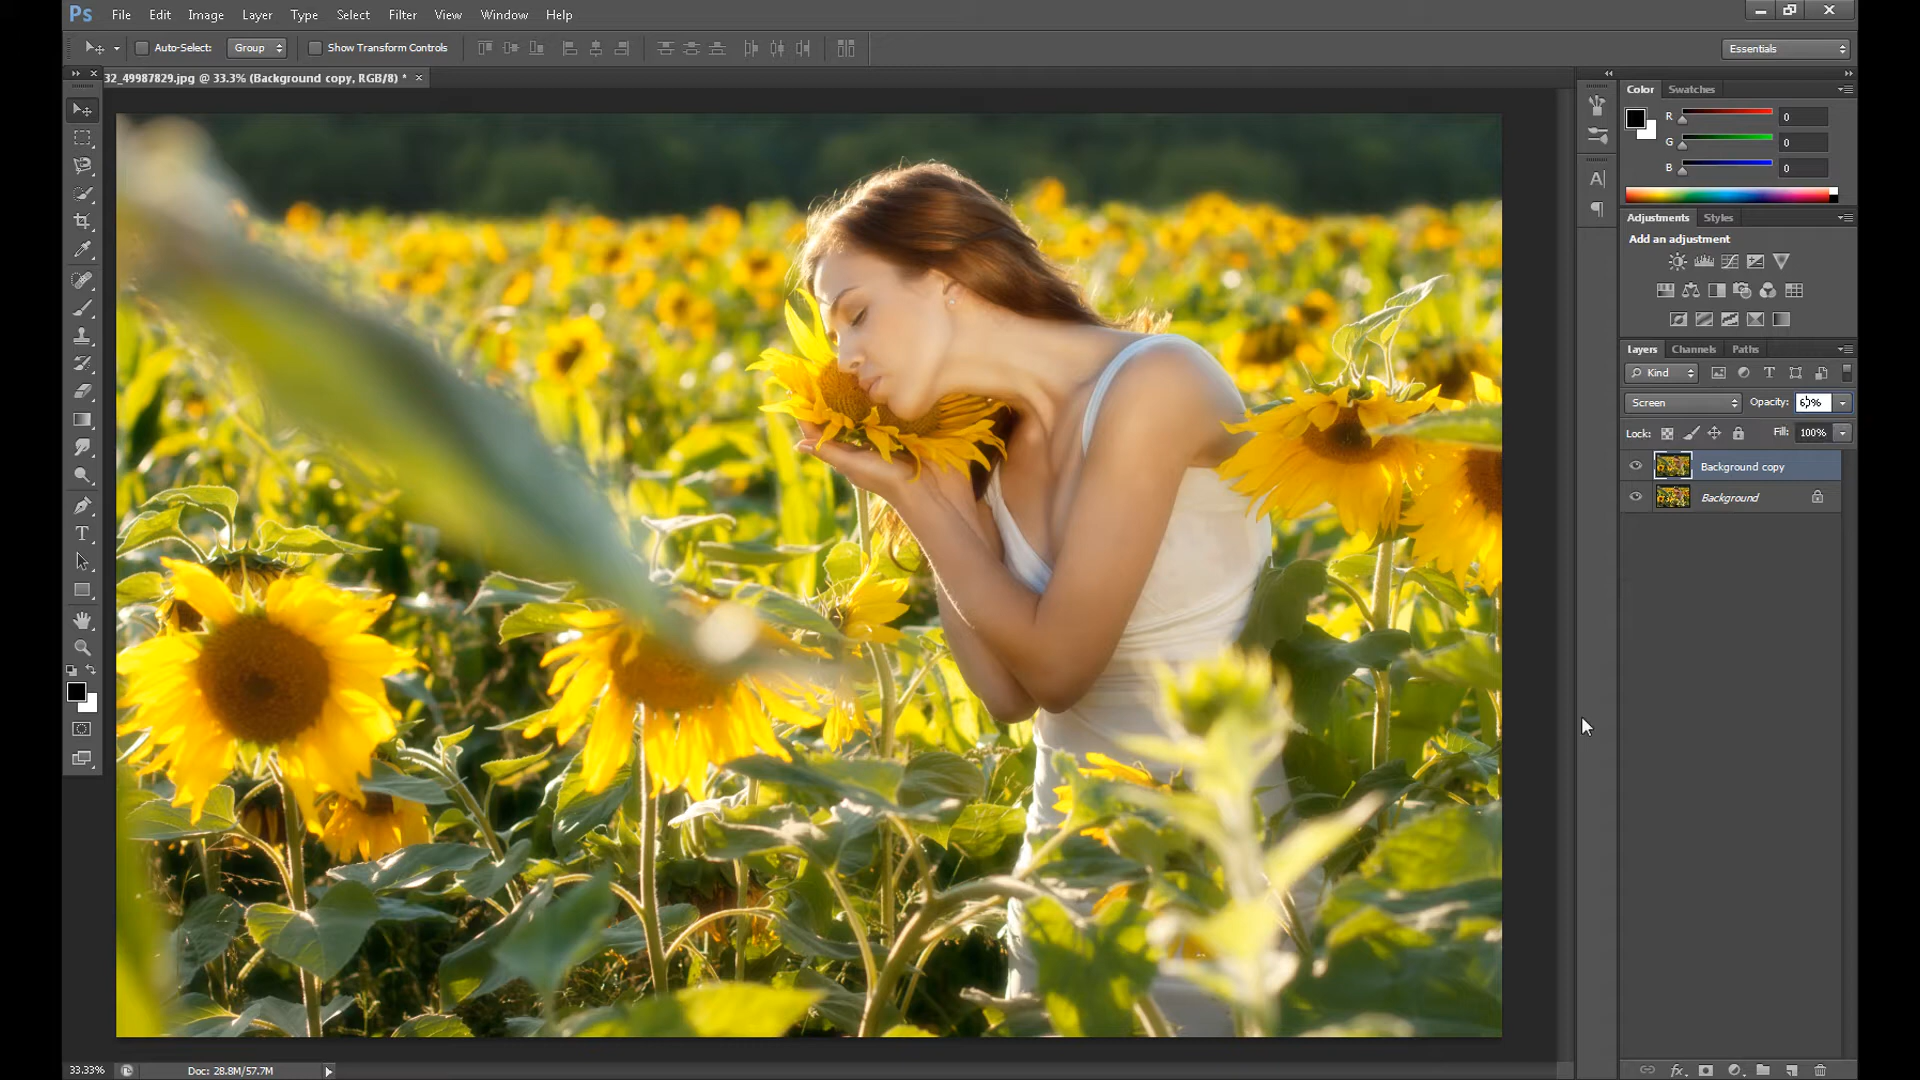 Ps File Edit Image Layer Type Select Filter View Window Help
Auto-Select: Group Show Transform Controls Essentials
32_49987829.jpg @ 33.3% (Background copy, RGB/8) *
Color Swatches
R 0
G 0
B 0
Adjustments Styles
Add an adjustment
Layers Channels Paths
Kind
Screen Opacity:
Lock: Fill: 100%
Background copy
Background
33.33% Doc: 28.8M/57.7M